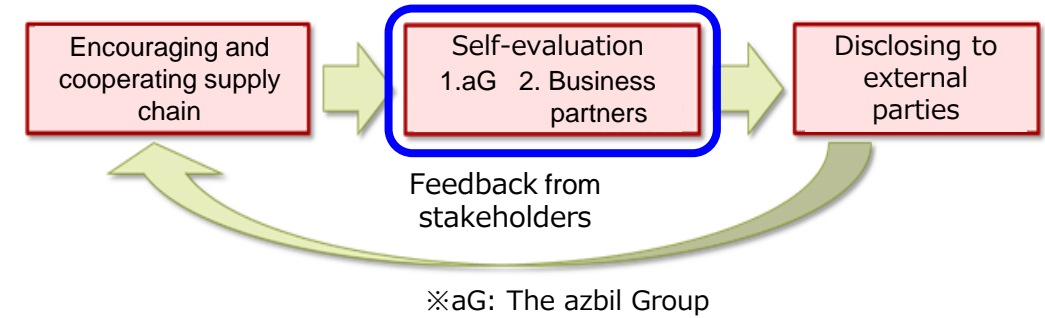 Encouraging and
cooperating supply
chain
Self-evaluation
1.aG 2. Business
partners
Disclosing to
external
parties
Feedback from
stakeholders
※aG: The azbil Group